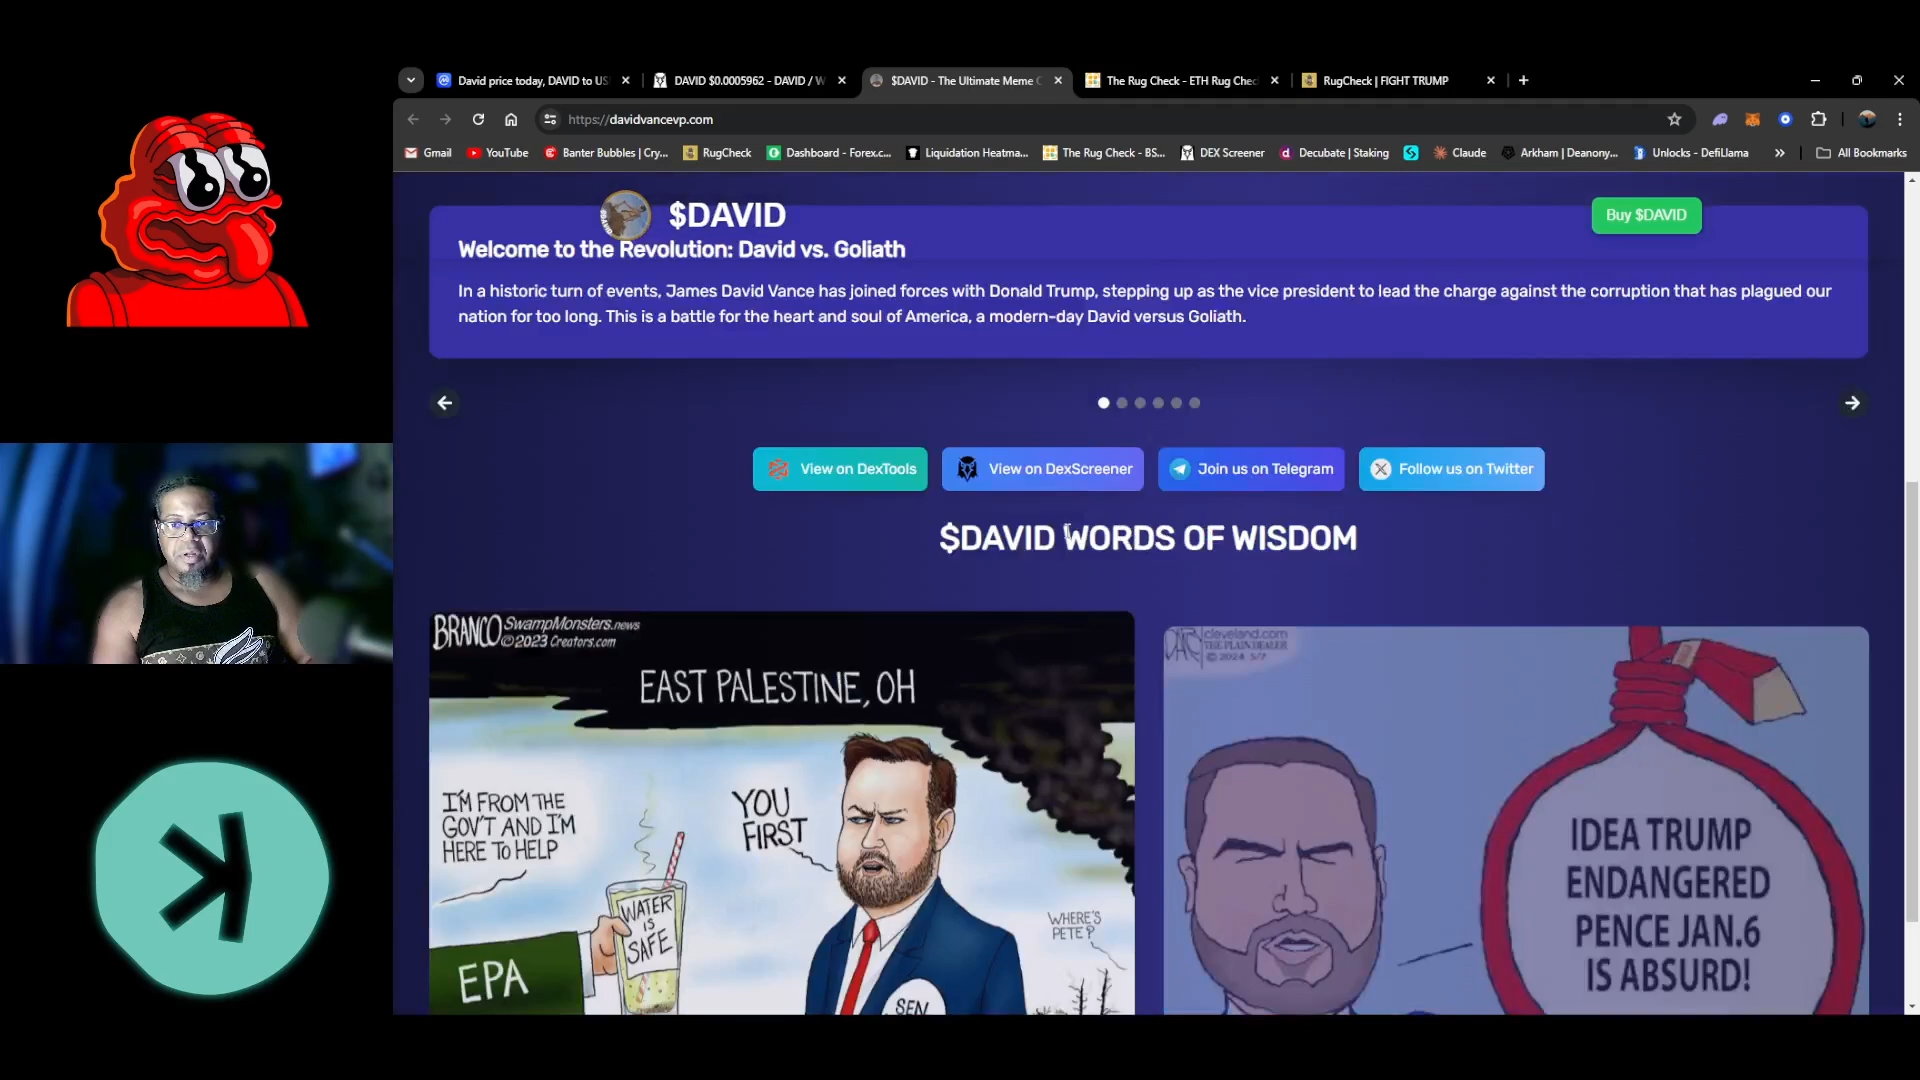 David price today, DAVID to US
DAVID $0.0005962 - DAVID / W
$DAVID - The Ultimate Meme C
The Rug Check - ETH Rug Chec
RugCheck | FIGHT TRUMP
https://davidvancevp.com
Gmail
YouTube
Banter Bubbles | Cry...
RugCheck
Dashboard - Forex.c...
Liquidation Heatma...
The Rug Check - BS...
DEX Screener
Decubate | Staking
Claude
Arkham | Deanony...
Unlocks - DefiLlama
All Bookmarks
$DAVID
Buy $DAVID
Welcome to the Revolution: David vs. Goliath
In a historic turn of events, James David Vance has joined forces with Donald Trump, stepping up as the vice president to lead the charge against the corruption that has plagued our
nation for too long. This is a battle for the heart and soul of America, a modern-day David versus Goliath.
View on DexTools
View on DexScreener
Join us on Telegram
Follow us on Twitter
$DAVID WORDS OF WISDOM
BRANCO SwampMonsters.news
©2023 Creators.com
EAST PALESTINE, OH
I'M FROM THE
GOV'T AND I'M
HERE TO HELP
YOU
FIRST
WATER
IS
SAFE
EPA
WHERE'S
PETE?
SEN
cleveland.com
THE PLAIN DEALER
© 2024 5/7
IDEA TRUMP
ENDANGERED
PENCE JAN.6
IS ABSURD!